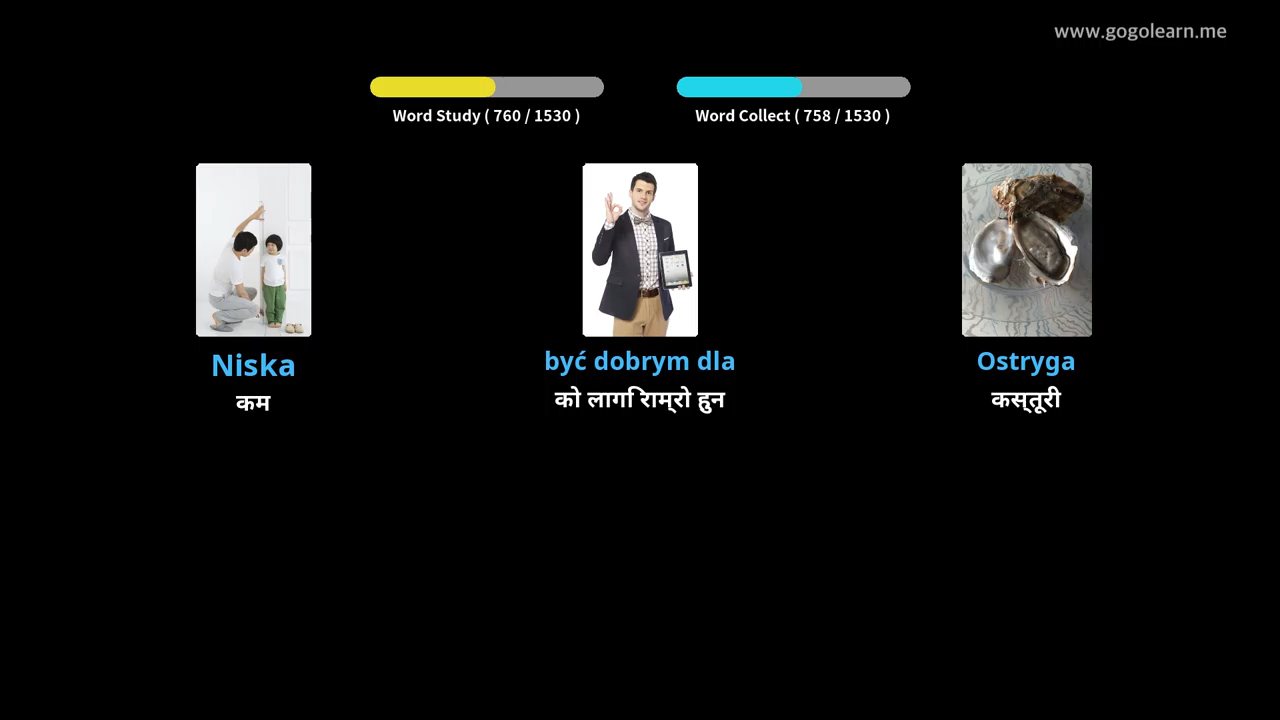 www.gogolearn.me
Word Study ( 760 / 1530 )
Word Collect ( 758 / 1530 )
Niska
być dobrym dla
Ostryga
कम
को लागि राम्रो हुन
कस्तूरी